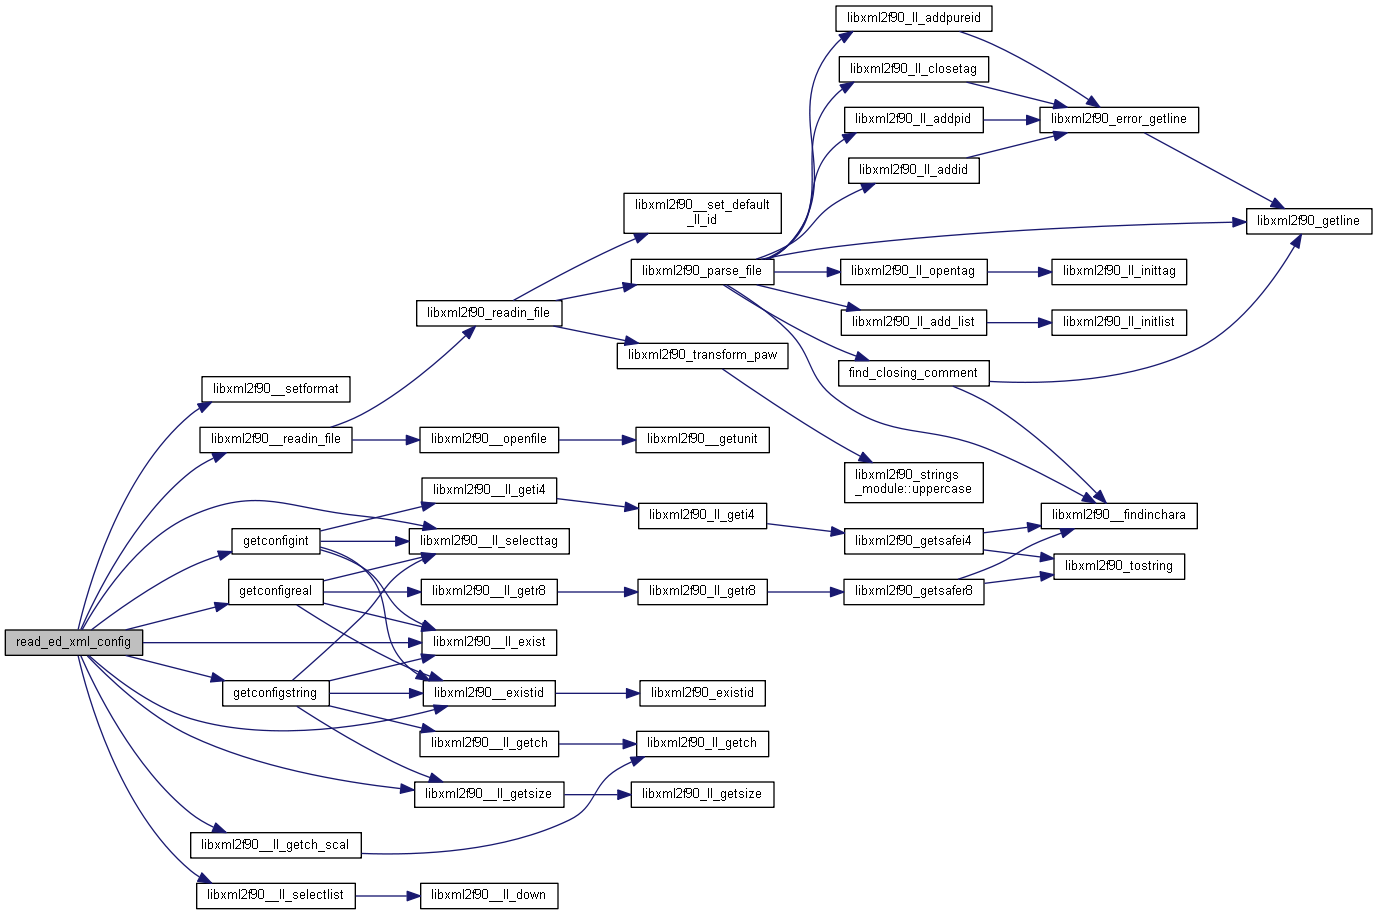 libxml2f90_ll_addpureid
libxml2f90_ll_closetag
libxml2f90_ll_addpid
libxml2f90_error_getline
libxml2f90_ll_addid
libxml2f90__set_default
_ll_id
libxml2f90_getline
libxml2f90_parse_file
libxml2f90_ll_opentag
libxml2f90_ll_inittag
libxml2f90_readin_file
libxml2f90_ll_add_list
libxml2f90_ll_initlist
libxml2f90_transform_paw
find_closing_comment
libxml2f90__setformat
libxml2f90__readin_file
libxml2f90__openfile
libxml2f90__getunit
libxml2f90_strings
_module::uppercase
libxml2f90__ll_geti4
libxml2f90_ll_geti4
libxml2f90__findinchara
getconfigint
libxml2f90__ll_selecttag
libxml2f90_getsafei4
libxml2f90_tostring
getconfigreal
libxml2f90__ll_getr8
libxml2f90_ll_getr8
libxml2f90_getsafer8
read_ed_xml_config
libxml2f90__ll_exist
getconfigstring
libxml2f90__existid
libxml2f90_existid
libxml2f90__ll_getch
libxml2f90_ll_getch
libxml2f90__ll_getsize
libxml2f90_ll_getsize
libxml2f90__ll_getch_scal
libxml2f90__ll_selectlist
libxml2f90__ll_down